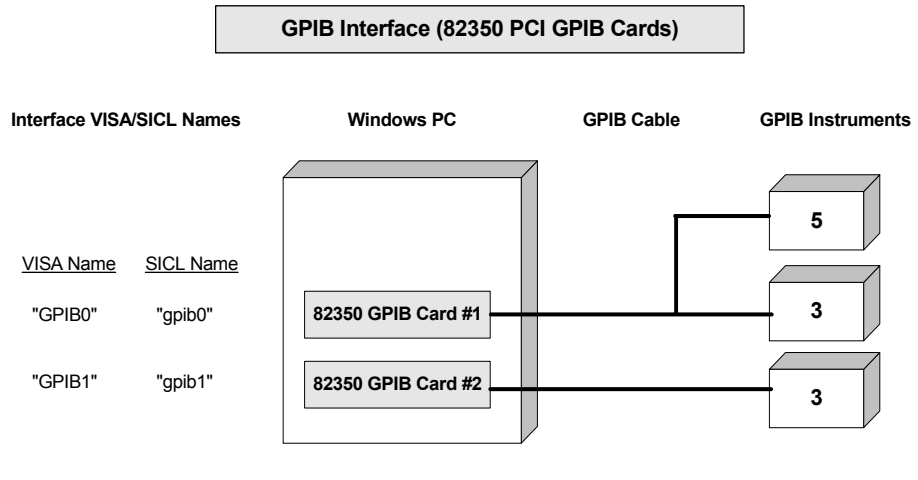 GPIB Interface (82350 PCI GPIB Cards)
Interface VISA/SICL Names Windows PC GPIB Cable GPIB Instruments
5
VISA Name SICL Name
"GPIB0" "gpib0" 82350 GPIB Card #1 3
"GPIB1" "gpib1" 82350 GPIB Card #2 3